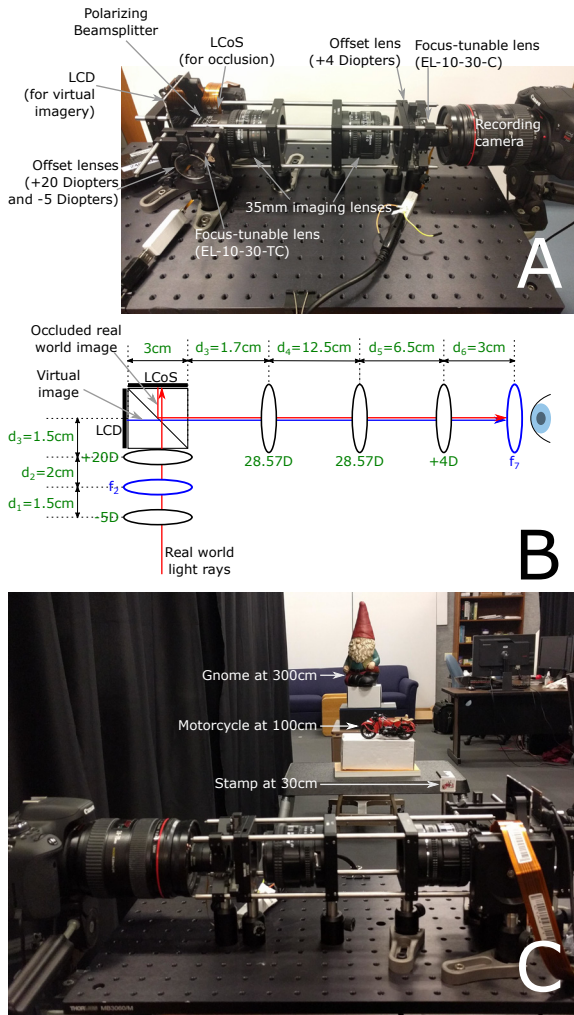 Polarizing
Beamsplitter
LCoS
(for occlusion)
Offset lens
(+4 Diopters)
Focus-tunable lens
(EL-10-30-C)
LCD
(for virtual
imagery)
Recording
camera
Offset lenses
(+20 Diopters
and -5 Diopters)
35mm imaging lenses
Focus-tunable lens
(EL-10-30-TC)
A
Occluded real
world image
3cm
d₃=1.7cm
d₄=12.5cm
d₅=6.5cm
d₆=3cm
Virtual
image
LCoS
LCD
d₃=1.5cm
+20D
28.57D
28.57D
+4D
f₇
d₂=2cm
f₂
d₁=1.5cm
-5D
Real world
light rays
B
Gnome at 300cm
Motorcycle at 100cm
Stamp at 30cm
C